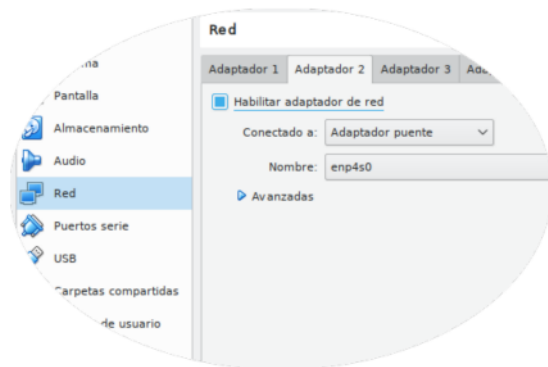 Red
Adaptador 1 Adaptador 2 Adaptador 3
Pantalla
Habilitar adaptador de red
Almacenamiento
Conectado a: Adaptador puente
Audio
Nombre: enp4s0
Red
Avanzadas
Puertos serie
USB
Carpetas compartidas
de usuario